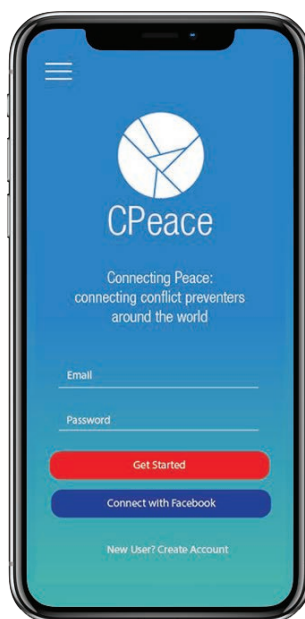 CPeace
Connecting Peace:
connecting conflict preventers
around the world
Email
Password
Get Started
Connect with Facebook
New User? Create Account